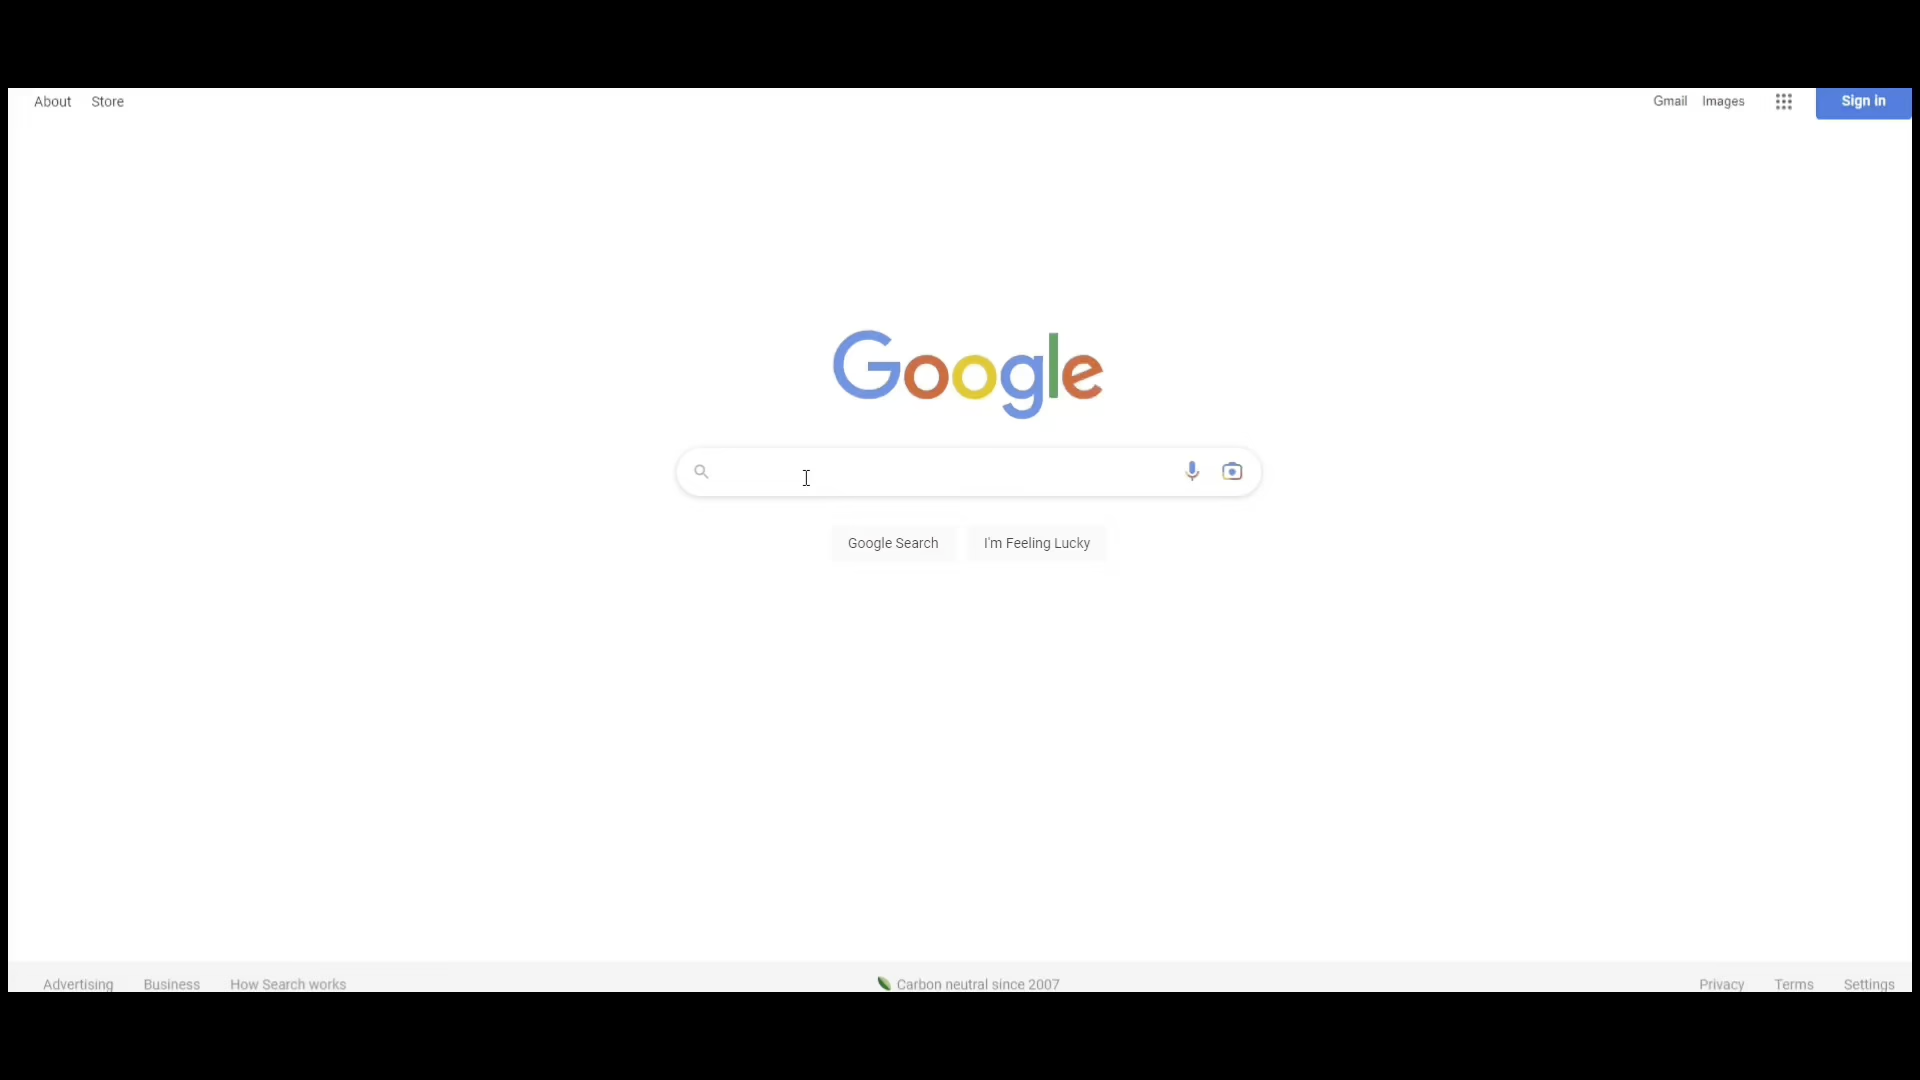 About Store
Gmail Images Sign in
Google
Google Search I'm Feeling Lucky
Advertising Business How Search works
Carbon neutral since 2007
Privacy Terms Settings